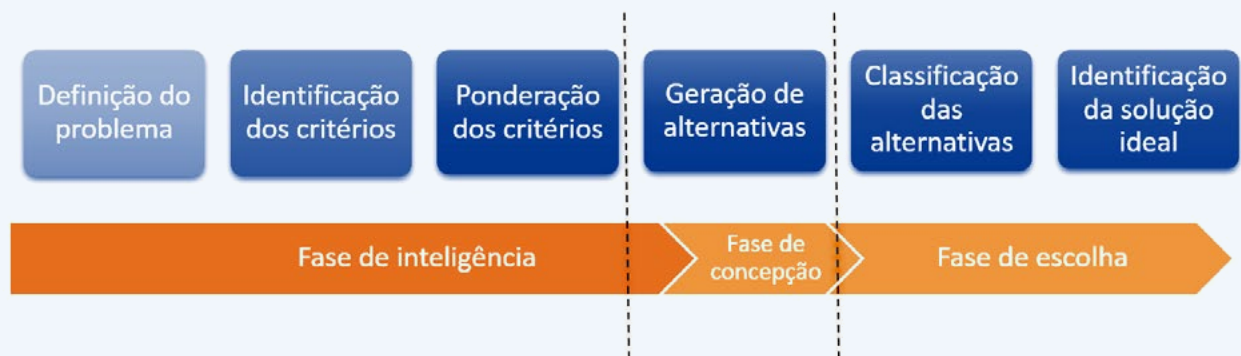 Definição do
problema
Identificação
dos critérios
Ponderação
dos critérios
Geração de
alternativas
Classificação
das
alternativas
Identificação
da solução
ideal
Fase de inteligência
Fase de
concepção
Fase de escolha